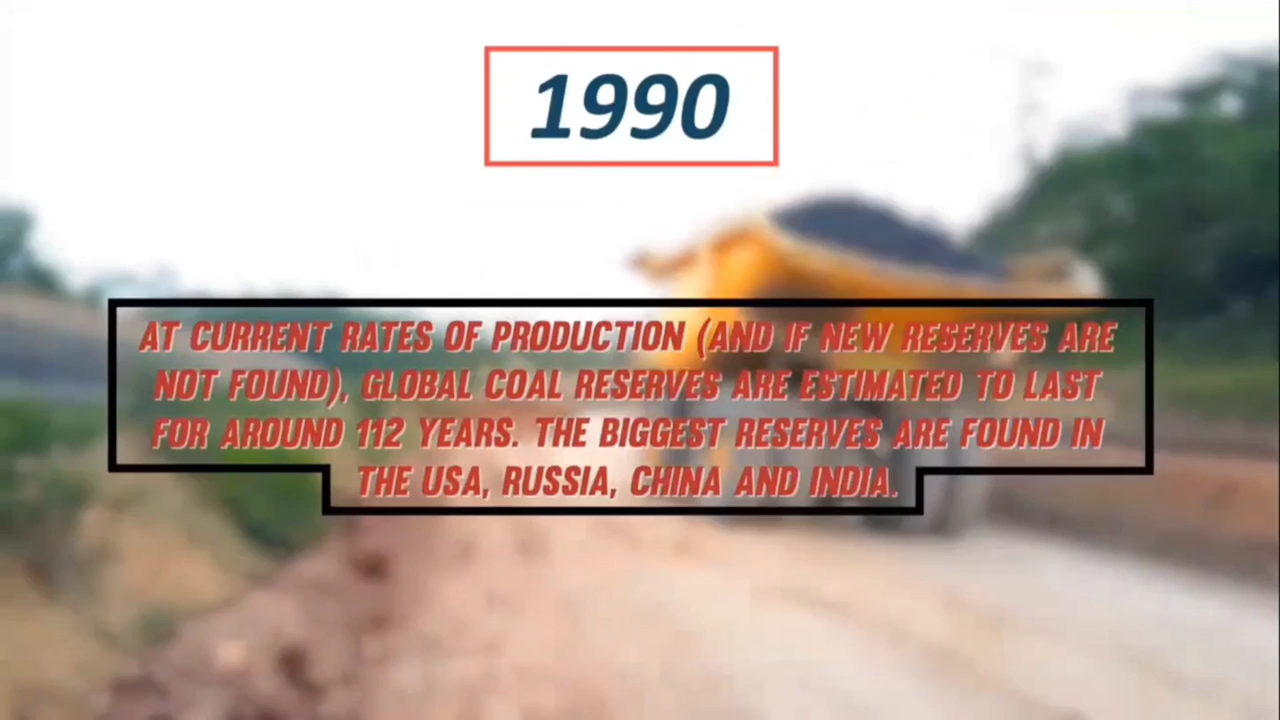 1990
AT CURRENT RATES OF PRODUCTION (AND IF NEW RESERVES ARE
NOT FOUND), GLOBAL COAL RESERVES ARE ESTIMATED TO LAST
FOR AROUND 112 YEARS. THE BIGGEST RESERVES ARE FOUND IN
THE USA, RUSSIA, CHINA AND INDIA.